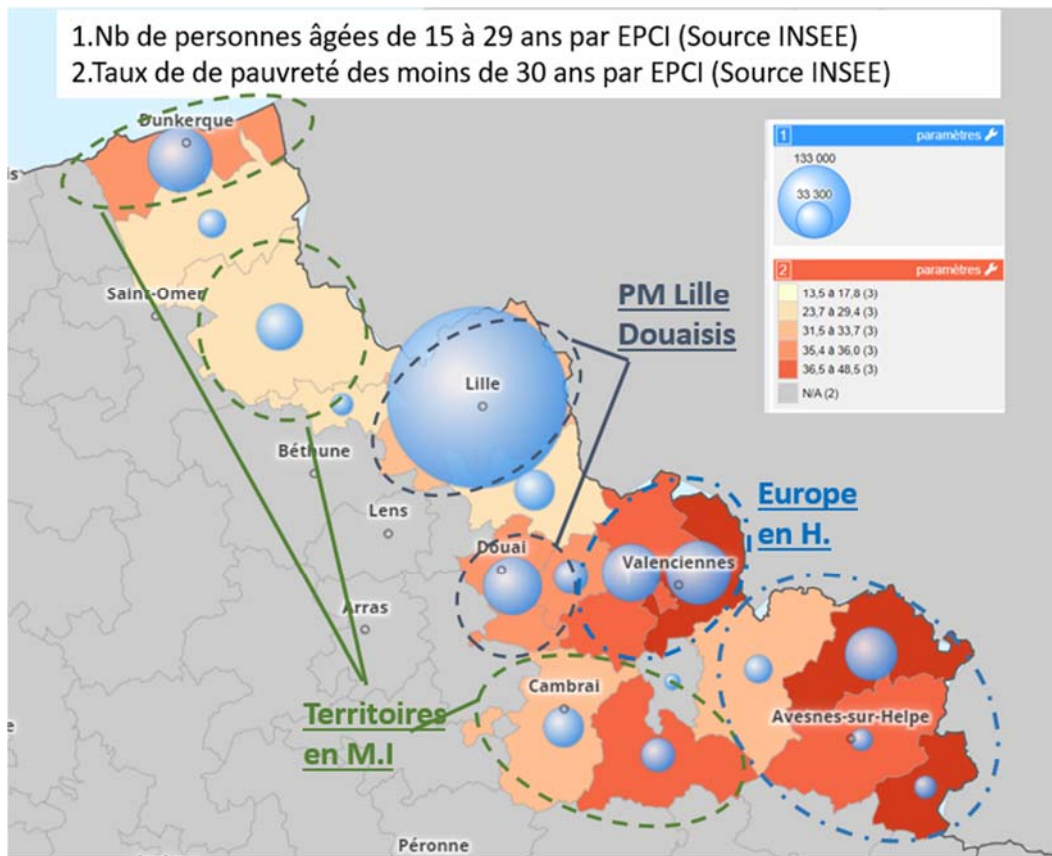 1.Nb de personnes âgées de 15 à 29 ans par EPCI (Source INSEE)
2.Taux de de pauvreté des moins de 30 ans par EPCI (Source INSEE)
Dunkerque
1 paramètres
133 000
33 300
is
2 paramètres
13,5 à 17,8 (3)
23,7 à 29,4 (3)
31,5 à 33,7 (3)
35,4 à 36,0 (3)
36,5 à 48,5 (3)
N/A (2)
PM Lille
Douaisis
Saint-Omer
Lille
Béthune
Europe
en H.
Lens
Douai
Valenciennes
Arras
Cambrai
Territoires
en M.I
Avesnes-sur-Helpe
e
Péronne